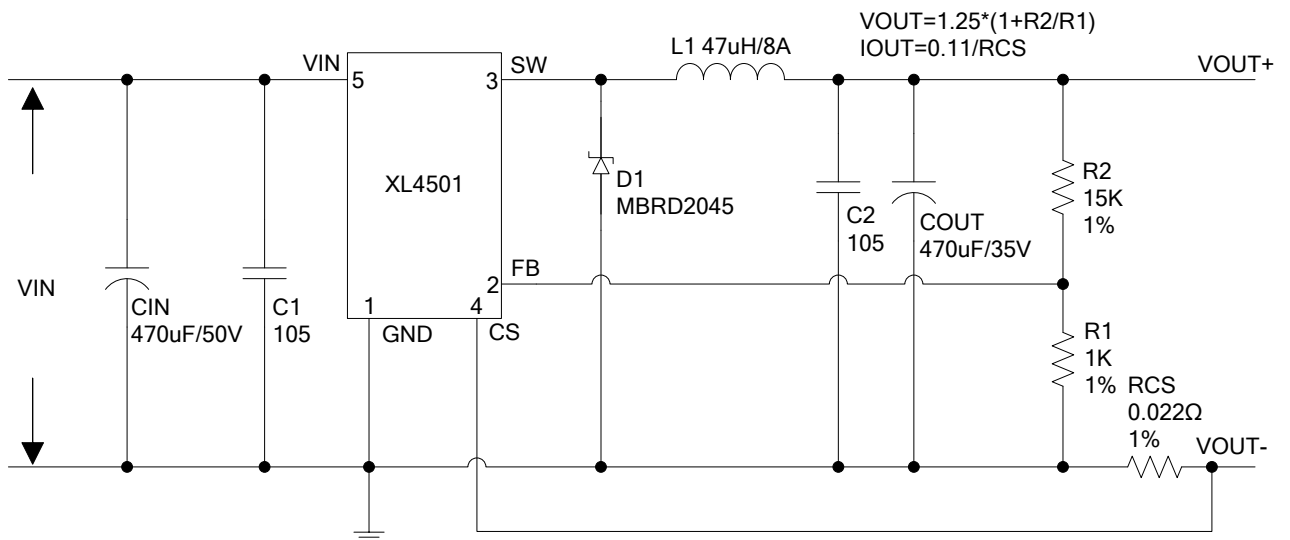 VOUT=1.25*(1+R2/R1)
IOUT=0.11/RCS
L1 47uH/8A
VIN
SW
VOUT+
5
3
XL4501
D1
MBRD2045
R2
15K
1%
C2
105
COUT
470uF/35V
FB
2
VIN
CIN
470uF/50V
C1
105
1
4
GND
CS
R1
1K
1%
RCS
0.022Ω
1%
VOUT-